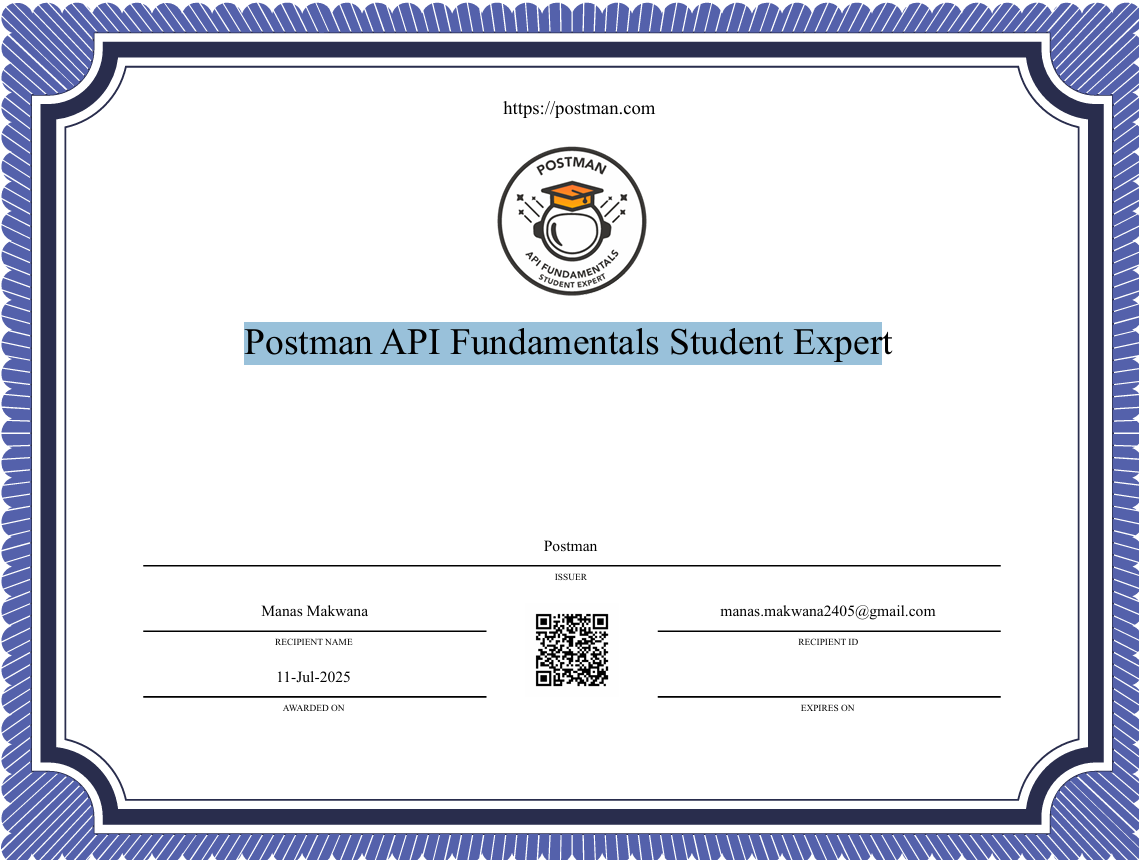 https://postman.com
POSTMAN
API FUNDAMENTALS
STUDENT EXPERT
Postman API Fundamentals Student Expert
Postman
ISSUER
Manas Makwana
manas.makwana2405@gmail.com
RECIPIENT NAME
RECIPIENT ID
11-Jul-2025
AWARDED ON
EXPIRES ON